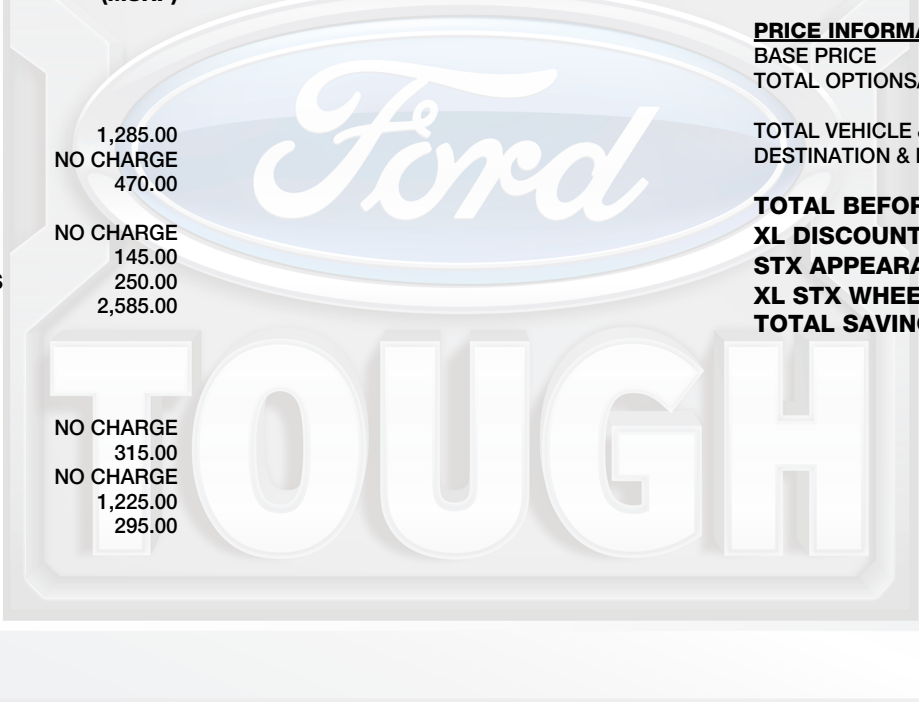 (MSRP)
1,285.00
NO CHARGE
470.00
NO CHARGE
145.00
250.00
2,585.00
NO CHARGE
315.00
NO CHARGE
1,225.00
295.00
PRICE INFORMA
BASE PRICE
TOTAL OPTIONS
TOTAL VEHICLE &
DESTINATION &
TOTAL BEFOR
XL DISCOUNT
STX APPEARA
XL STX WHEE
TOTAL SAVIN
Ford
TOUGH